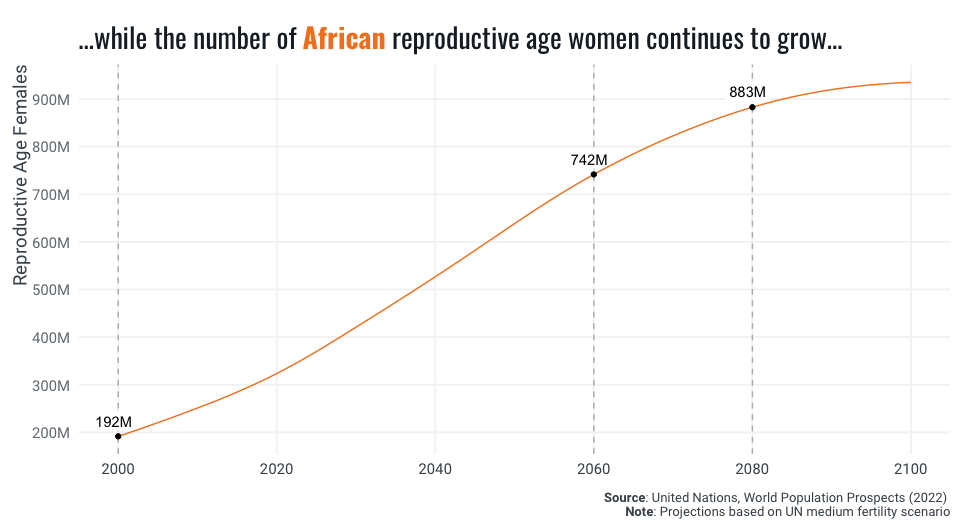 ...while the number of African reproductive age women continues to grow...
Reproductive Age Females
900M
800M
700M
600M
500M
400M
300M
200M
192M
742M
883M
2000 2020 2040 2060 2080 2100
Source: United Nations, World Population Prospects (2022)
Note: Projections based on UN medium fertility scenario